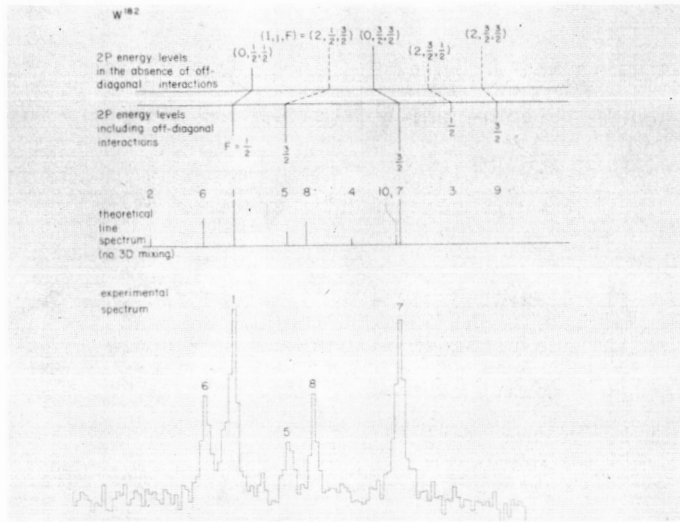 W¹⁸²
(I,j,F) = (2, 1/2, 3/2) (0, 3/2, 3/2)
(0, 1/2, 1/2) (2, 3/2, 1/2) (2, 3/2, 3/2)
2P energy levels
in the absence of off-
diagonal interactions
2P energy levels
including off-diagonal
interactions
F = 1/2 3/2 3/2 1/2 3/2
2 6 1 5 8 4 10, 7 3 9
theoretical
line
spectrum
(no 3D mixing)
experimental
spectrum
1
7
6
8
5